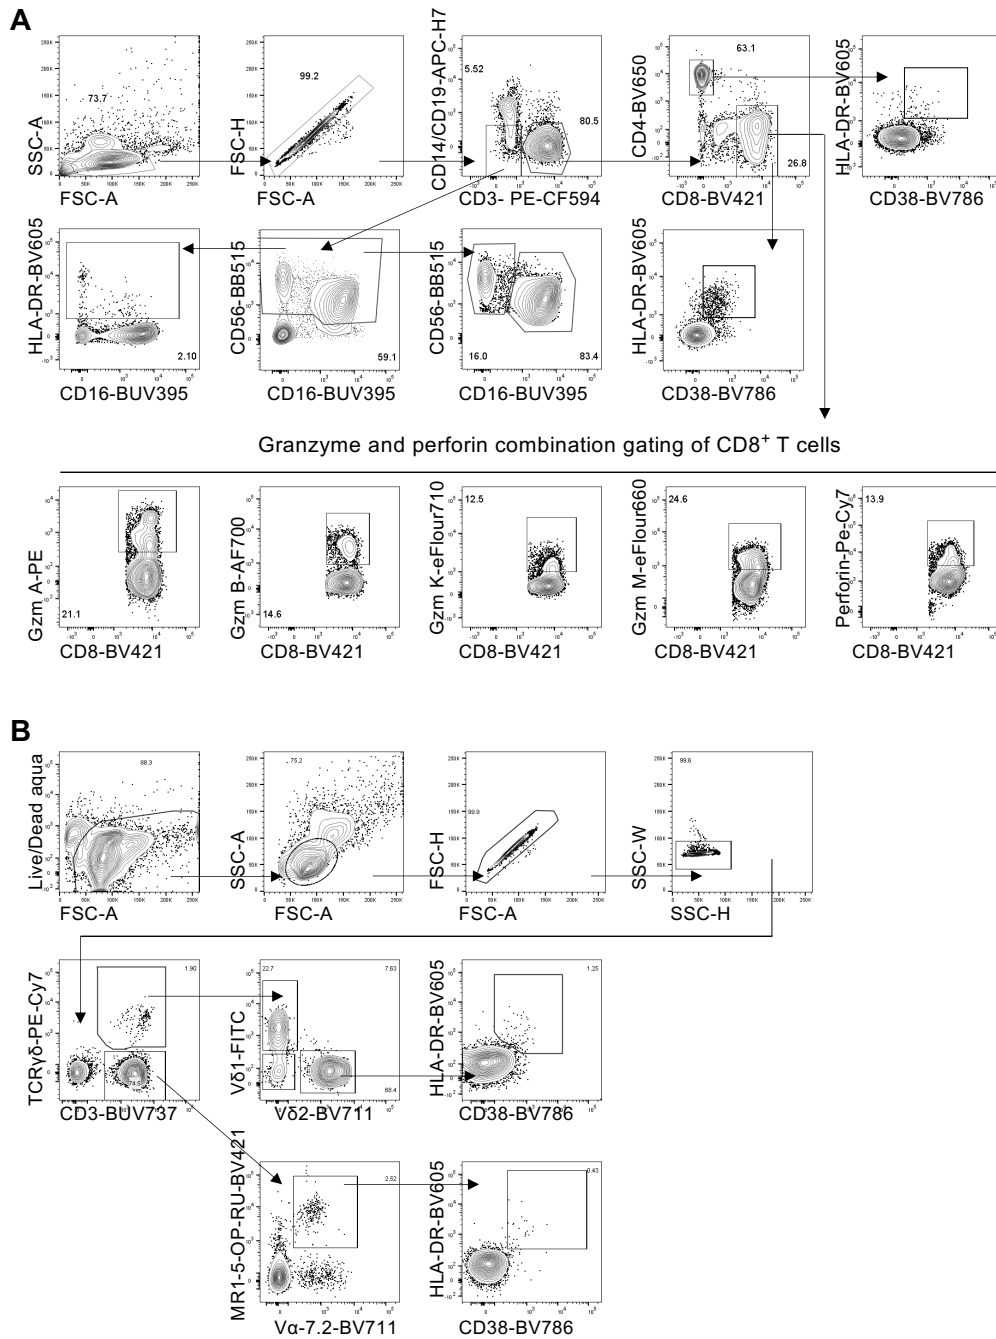 A
73.7
SSC-A
FSC-A
99.2
FSC-H
FSC-A
5.52
80.5
CD14/CD19-APC-H7
CD3- PE-CF594
63.1
26.8
CD4-BV650
CD8-BV421
HLA-DR-BV605
CD38-BV786
HLA-DR-BV605
2.10
CD16-BUV395
CD56-BB515
59.1
CD16-BUV395
CD56-BB515
16.0
83.4
CD16-BUV395
HLA-DR-BV605
CD38-BV786
Granzyme and perforin combination gating of CD8⁺ T cells
Gzm A-PE
21.1
CD8-BV421
Gzm B-AF700
14.6
CD8-BV421
Gzm K-eFlour710
12.5
CD8-BV421
Gzm M-eFlour660
24.6
CD8-BV421
Perforin-Pe-Cy7
13.9
CD8-BV421
B
Live/Dead aqua
88.3
FSC-A
SSC-A
75.2
FSC-A
FSC-H
99.9
FSC-A
SSC-W
99.6
SSC-H
TCRγδ-PE-Cy7
1.90
74.5
CD3-BUV737
Vδ1-FITC
22.7
7.63
68.4
Vδ2-BV711
HLA-DR-BV605
1.25
CD38-BV786
MR1-5-OP-RU-BV421
2.52
Vα-7.2-BV711
HLA-DR-BV605
0.43
CD38-BV786